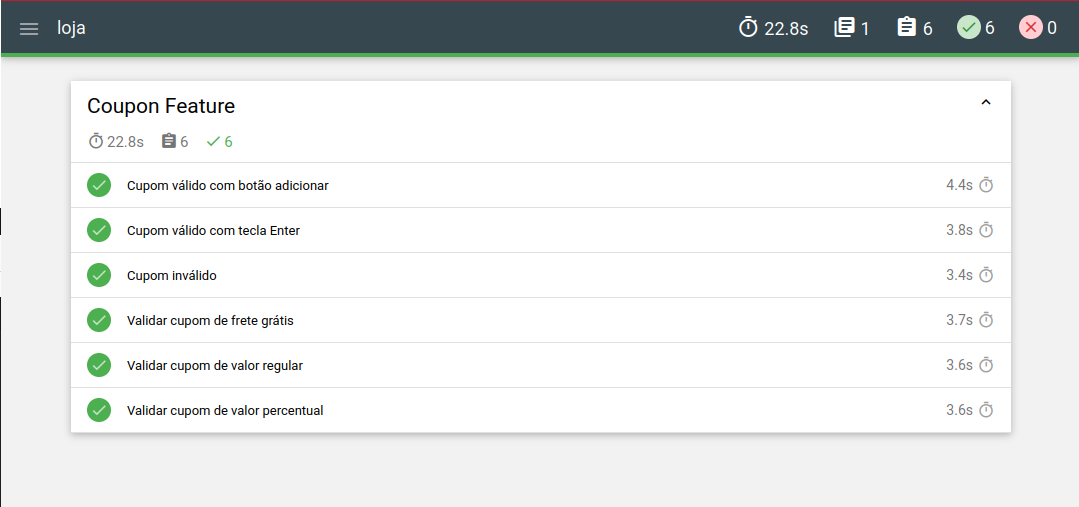 loja 22.8s 1 6 6 0
Coupon Feature
22.8s 6 6
Cupom válido com botão adicionar 4.4s
Cupom válido com tecla Enter 3.8s
Cupom inválido 3.4s
Validar cupom de frete grátis 3.7s
Validar cupom de valor regular 3.6s
Validar cupom de valor percentual 3.6s